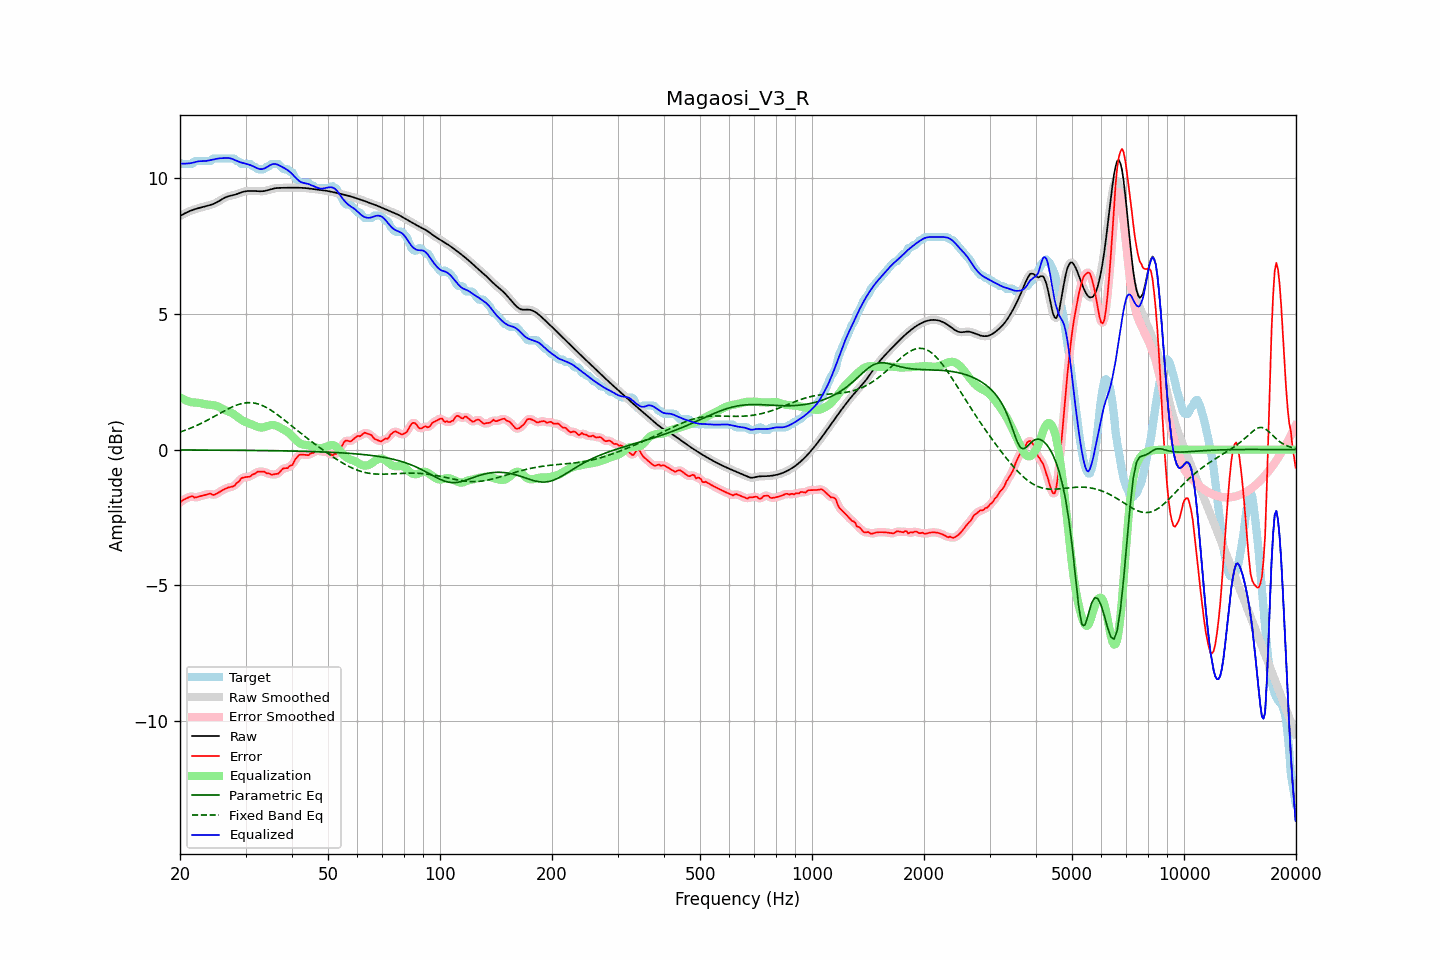 Magaosi_V3_R
Amplitude (dBr)
10
5
0
−5
−10
Target
Raw Smoothed
Error Smoothed
Raw
Error
Equalization
Parametric Eq
Fixed Band Eq
Equalized
20 50 100 200 500 1000 2000 5000 10000 20000
Frequency (Hz)